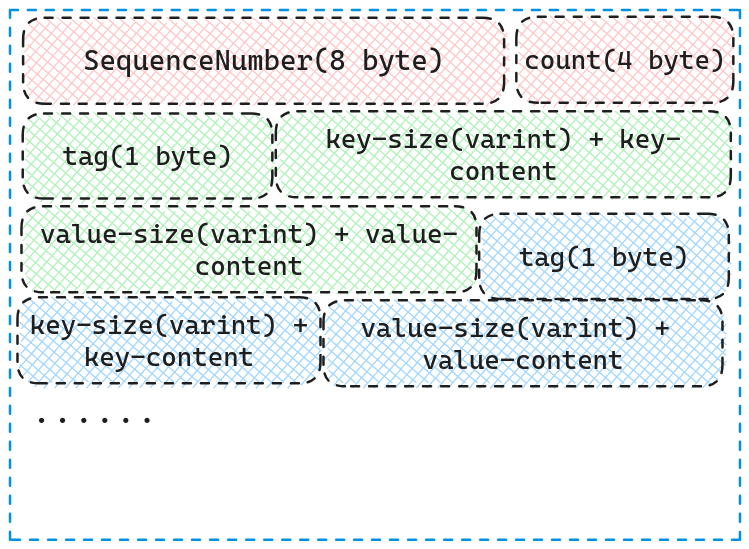 SequenceNumber(8 byte)
count(4 byte)
tag(1 byte)
key-size(varint) + key-
content
value-size(varint) + value-
content
tag(1 byte)
key-size(varint) +
key-content
value-size(varint) +
value-content
......